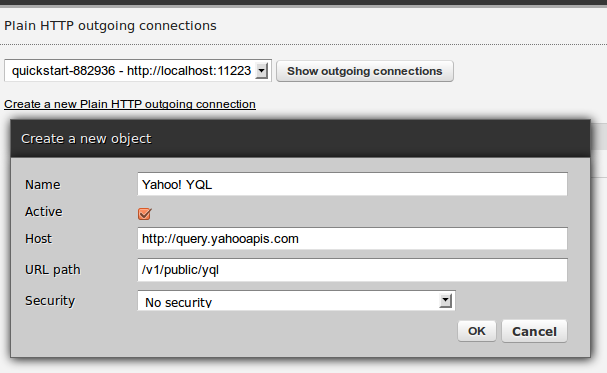 Plain HTTP outgoing connections
quickstart-882936 - http://localhost:11223 Show outgoing connections
Create a new Plain HTTP outgoing connection
Create a new object
Name Yahoo! YQL
Active
Host http://query.yahooapis.com
URL path /v1/public/yql
Security No security
OK Cancel